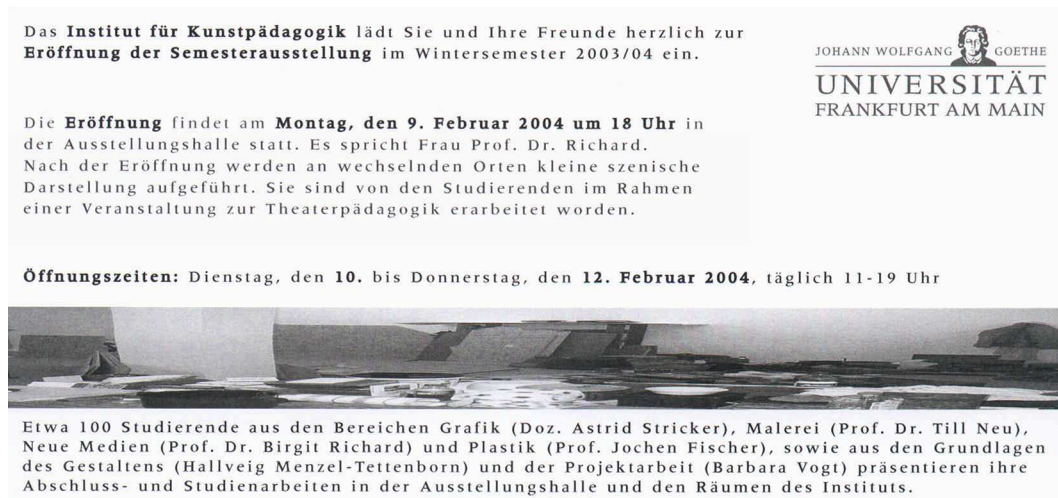 Das Institut für Kunstpädagogik lädt Sie und Ihre Freunde herzlich zur
Eröffnung der Semesterausstellung im Wintersemester 2003/04 ein.
JOHANN WOLFGANG GOETHE
UNIVERSITÄT
FRANKFURT AM MAIN
Die Eröffnung findet am Montag, den 9. Februar 2004 um 18 Uhr in
der Ausstellungshalle statt. Es spricht Frau Prof. Dr. Richard.
Nach der Eröffnung werden an wechselnden Orten kleine szenische
Darstellung aufgeführt. Sie sind von den Studierenden im Rahmen
einer Veranstaltung zur Theaterpädagogik erarbeitet worden.
Öffnungszeiten: Dienstag, den 10. bis Donnerstag, den 12. Februar 2004, täglich 11-19 Uhr
Etwa 100 Studierende aus den Bereichen Grafik (Doz. Astrid Stricker), Malerei (Prof. Dr. Till Neu),
Neue Medien (Prof. Dr. Birgit Richard) und Plastik (Prof. Jochen Fischer), sowie aus den Grundlagen
des Gestaltens (Hallveig Menzel-Tettenborn) und der Projektarbeit (Barbara Vogt) präsentieren ihre
Abschluss- und Studienarbeiten in der Ausstellungshalle und den Räumen des Instituts.